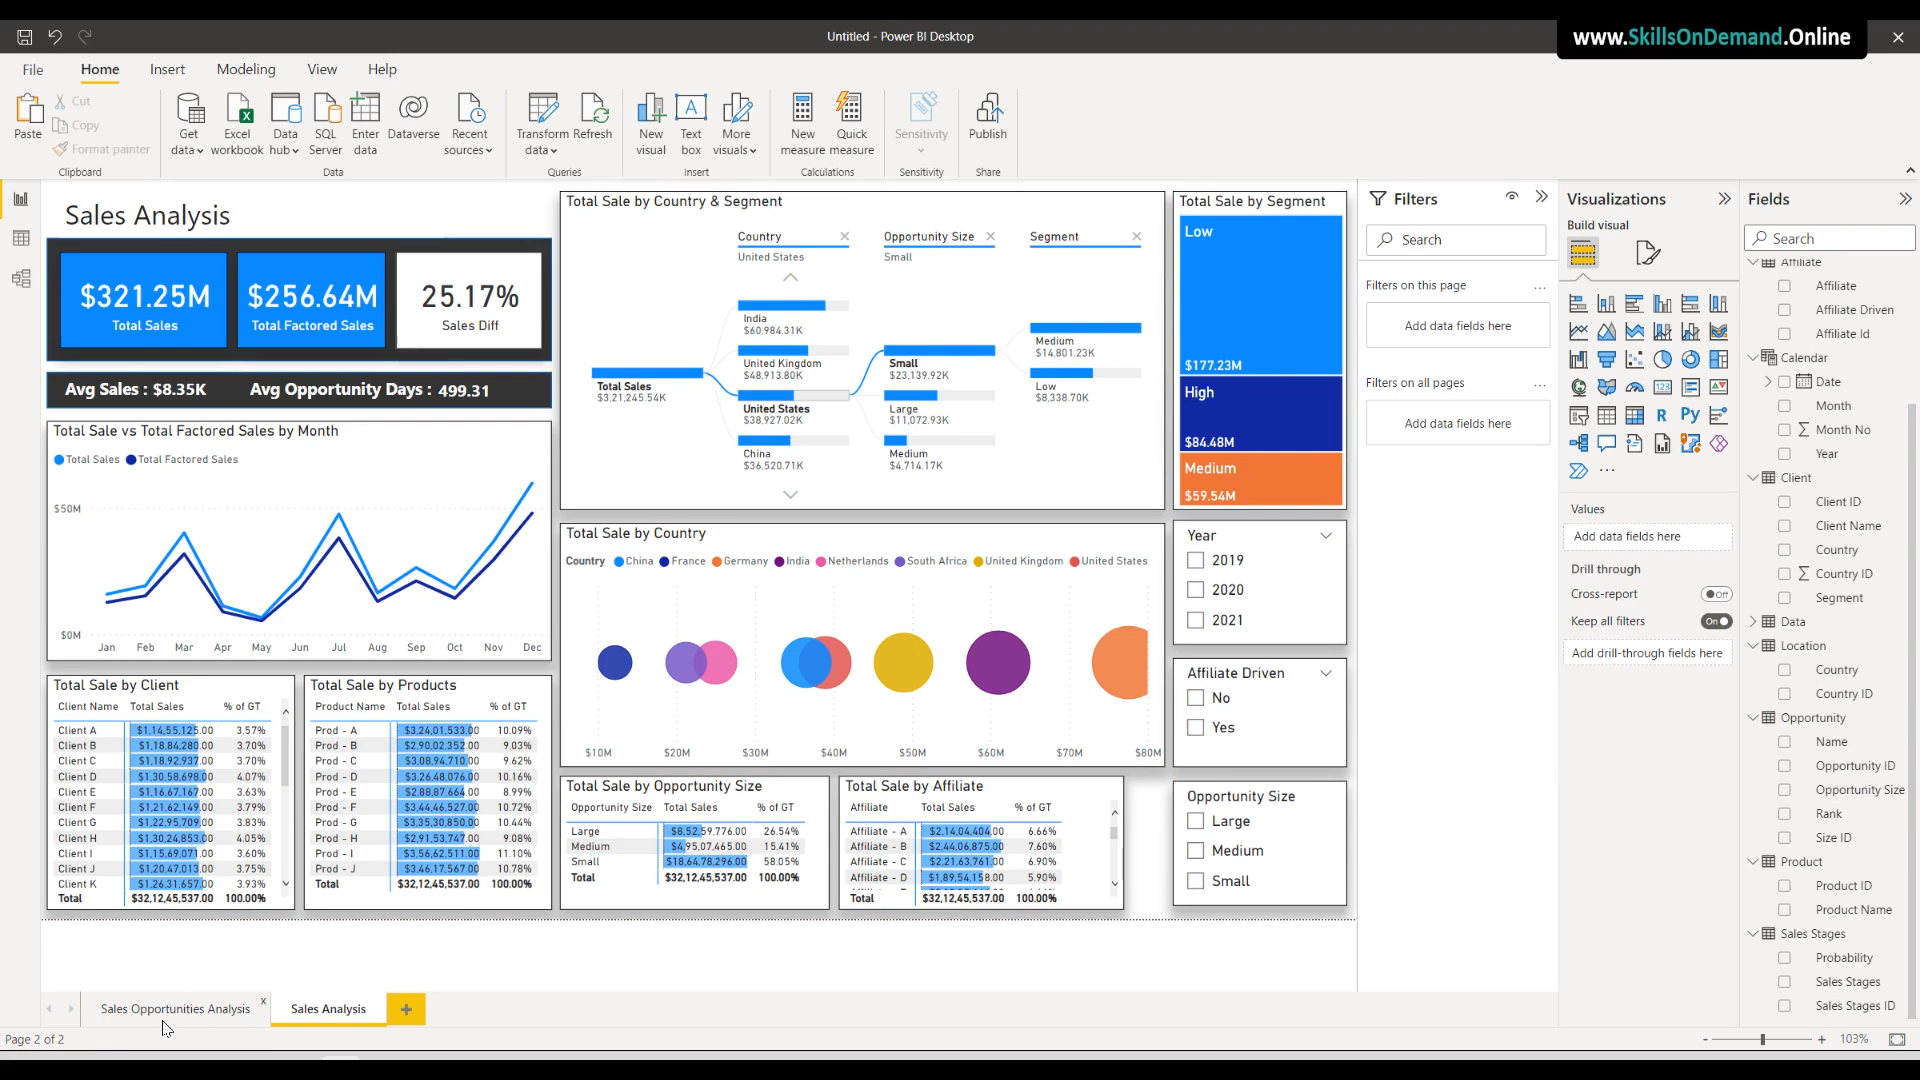 Untitled - Power BI Desktop
www.SkillsOnDemand.Online
File
Home
Insert
Modeling
View
Help
Paste
Cut
Copy
Format painter
Clipboard
Get data
Excel workbook
Data hub
SQL Server
Enter data
Dataverse
Recent sources
Data
Transform data
Refresh
Queries
New visual
Text box
More visuals
Insert
New measure
Quick measure
Calculations
Sensitivity
Sensitivity
Publish
Share
Sales Analysis
$321.25M
Total Sales
$256.64M
Total Factored Sales
25.17%
Sales Diff
Avg Sales : $8.35K
Avg Opportunity Days : 499.31
Total Sale vs Total Factored Sales by Month
Total Sales Total Factored Sales
$50M
$0M
Jan Feb Mar Apr May Jun Jul Aug Sep Oct Nov Dec
Total Sale by Client
Client Name Total Sales % of GT
Client A $1,14,55,125.00 3.57%
Client B $1,18,84,280.00 3.70%
Client C $1,18,92,937.00 3.70%
Client D $1,30,58,698.00 4.07%
Client E $1,16,67,167.00 3.63%
Client F $1,21,62,149.00 3.79%
Client G $1,22,95,709.00 3.83%
Client H $1,30,24,853.00 4.05%
Client I $1,15,69,071.00 3.60%
Client J $1,20,47,013.00 3.75%
Client K $1,26,31,657.00 3.93%
Total $32,12,45,537.00 100.00%
Total Sale by Products
Product Name Total Sales % of GT
Prod - A $3,24,01,533.00 10.09%
Prod - B $2,90,02,352.00 9.03%
Prod - C $3,08,94,710.00 9.62%
Prod - D $3,26,48,076.00 10.16%
Prod - E $2,88,87,664.00 8.99%
Prod - F $3,44,46,527.00 10.72%
Prod - G $3,35,30,850.00 10.44%
Prod - H $2,91,53,747.00 9.08%
Prod - I $3,56,62,511.00 11.10%
Prod - J $3,46,17,567.00 10.78%
Total $32,12,45,537.00 100.00%
Total Sale by Country & Segment
Country
United States
Opportunity Size
Small
Segment
Total Sales
$3,21,245.54K
India
$60,984.31K
United Kingdom
$48,913.80K
United States
$38,927.02K
China
$36,520.71K
Small
$23,139.92K
Large
$11,072.93K
Medium
$4,714.17K
Medium
$14,801.23K
Low
$8,338.70K
Total Sale by Country
Country China France Germany India Netherlands South Africa United Kingdom United States
$10M $20M $30M $40M $50M $60M $70M $80M
Total Sale by Opportunity Size
Opportunity Size Total Sales % of GT
Large $8,52,59,776.00 26.54%
Medium $4,95,07,465.00 15.41%
Small $18,64,78,296.00 58.05%
Total $32,12,45,537.00 100.00%
Total Sale by Affiliate
Affiliate Total Sales % of GT
Affiliate - A $2,14,04,404.00 6.66%
Affiliate - B $2,44,06,875.00 7.60%
Affiliate - C $2,21,63,761.00 6.90%
Affiliate - D $1,89,54,158.00 5.90%
Total $32,12,45,537.00 100.00%
Total Sale by Segment
Low
$177.23M
High
$84.48M
Medium
$59.54M
Year
2019
2020
2021
Affiliate Driven
No
Yes
Opportunity Size
Large
Medium
Small
Filters
Search
Filters on this page
Add data fields here
Filters on all pages
Add data fields here
Visualizations
Build visual
R
Py
123
Values
Add data fields here
Drill through
Cross-report
Off
Keep all filters
On
Add drill-through fields here
Fields
Search
Affiliate
Affiliate
Affiliate Driven
Affiliate Id
Calendar
Date
Month
Month No
Year
Client
Client ID
Client Name
Country
Country ID
Segment
Data
Location
Country
Country ID
Opportunity
Name
Opportunity ID
Opportunity Size
Rank
Size ID
Product
Product ID
Product Name
Sales Stages
Probability
Sales Stages
Sales Stages ID
Sales Opportunities Analysis x
Sales Analysis
+
Page 2 of 2
- + 103%